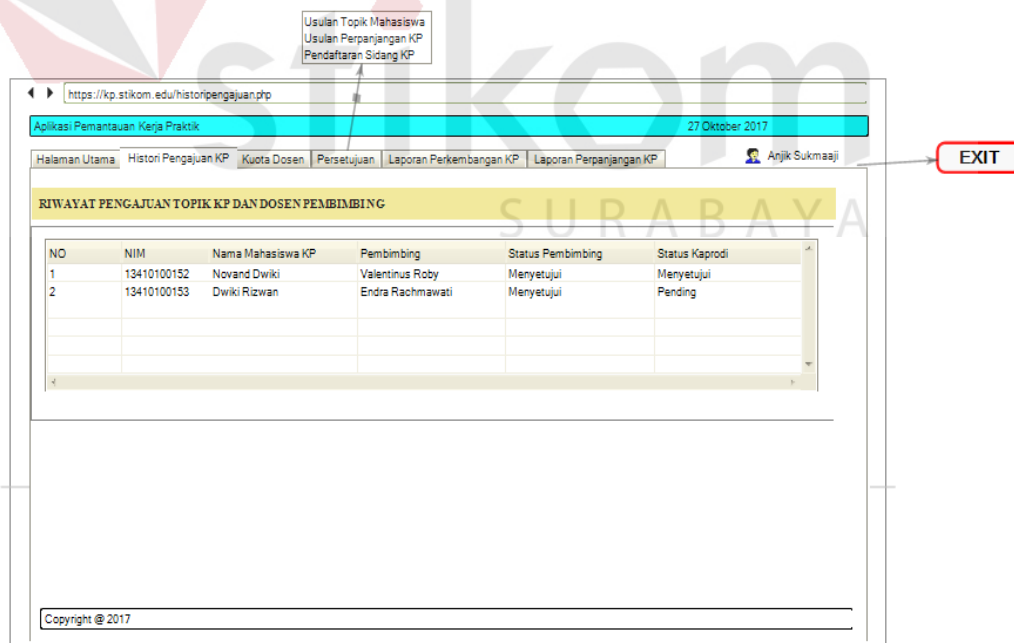 Usulan Topik Mahasiswa
Usulan Perpanjangan KP
Pendaftaran Sidang KP
stikom
SURABAYA
https://kp.stikom.edu/historipengajuan.php
Aplikasi Pemantauan Kerja Praktik 27 Oktober 2017
Halaman Utama Histori Pengajuan KP Kuota Dosen Persetujuan Laporan Perkembangan KP Laporan Perpanjangan KP Anjik Sukmaaji
EXIT
RIWAYAT PENGAJUAN TOPIK KP DAN DOSEN PEMBIMBING
NO NIM Nama Mahasiswa KP Pembimbing Status Pembimbing Status Kaprodi
1 13410100152 Novand Dwiki Valentinus Roby Menyetujui Menyetujui
2 13410100153 Dwiki Rizwan Endra Rachmawati Menyetujui Pending
Copyright @ 2017